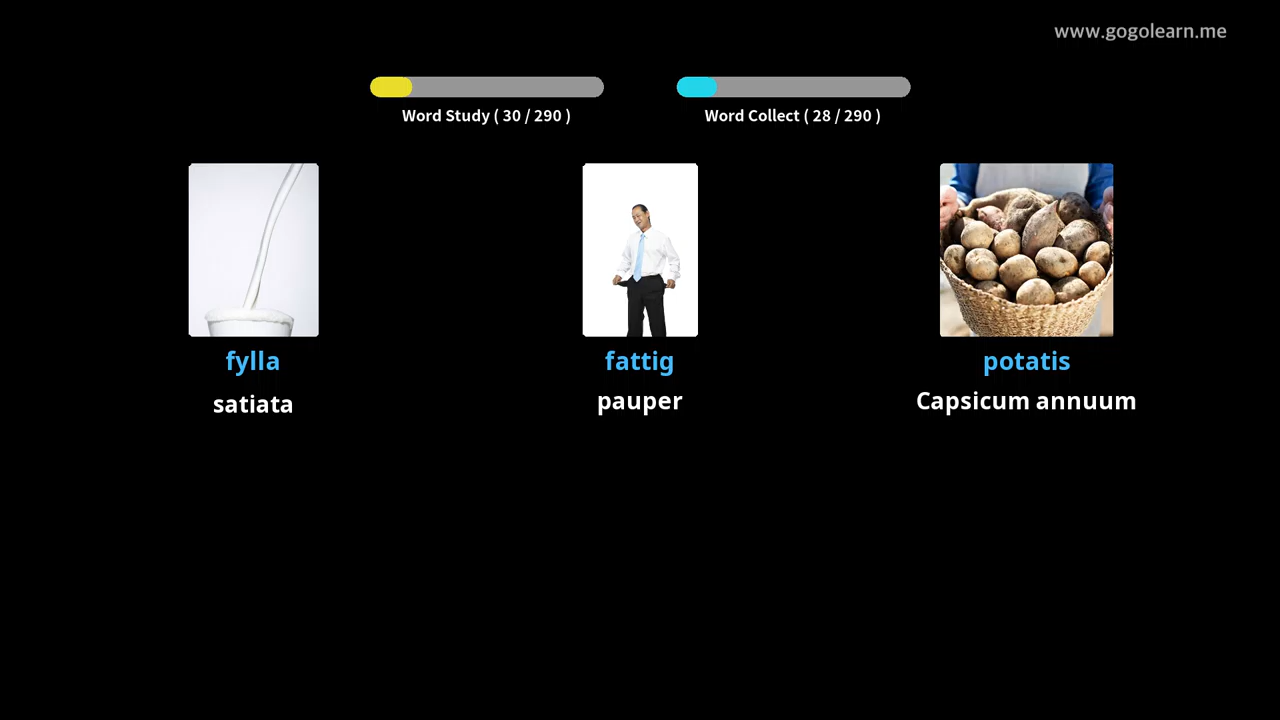 www.gogolearn.me
Word Study ( 30 / 290 )
Word Collect ( 28 / 290 )
fylla
fattig
potatis
satiata
pauper
Capsicum annuum